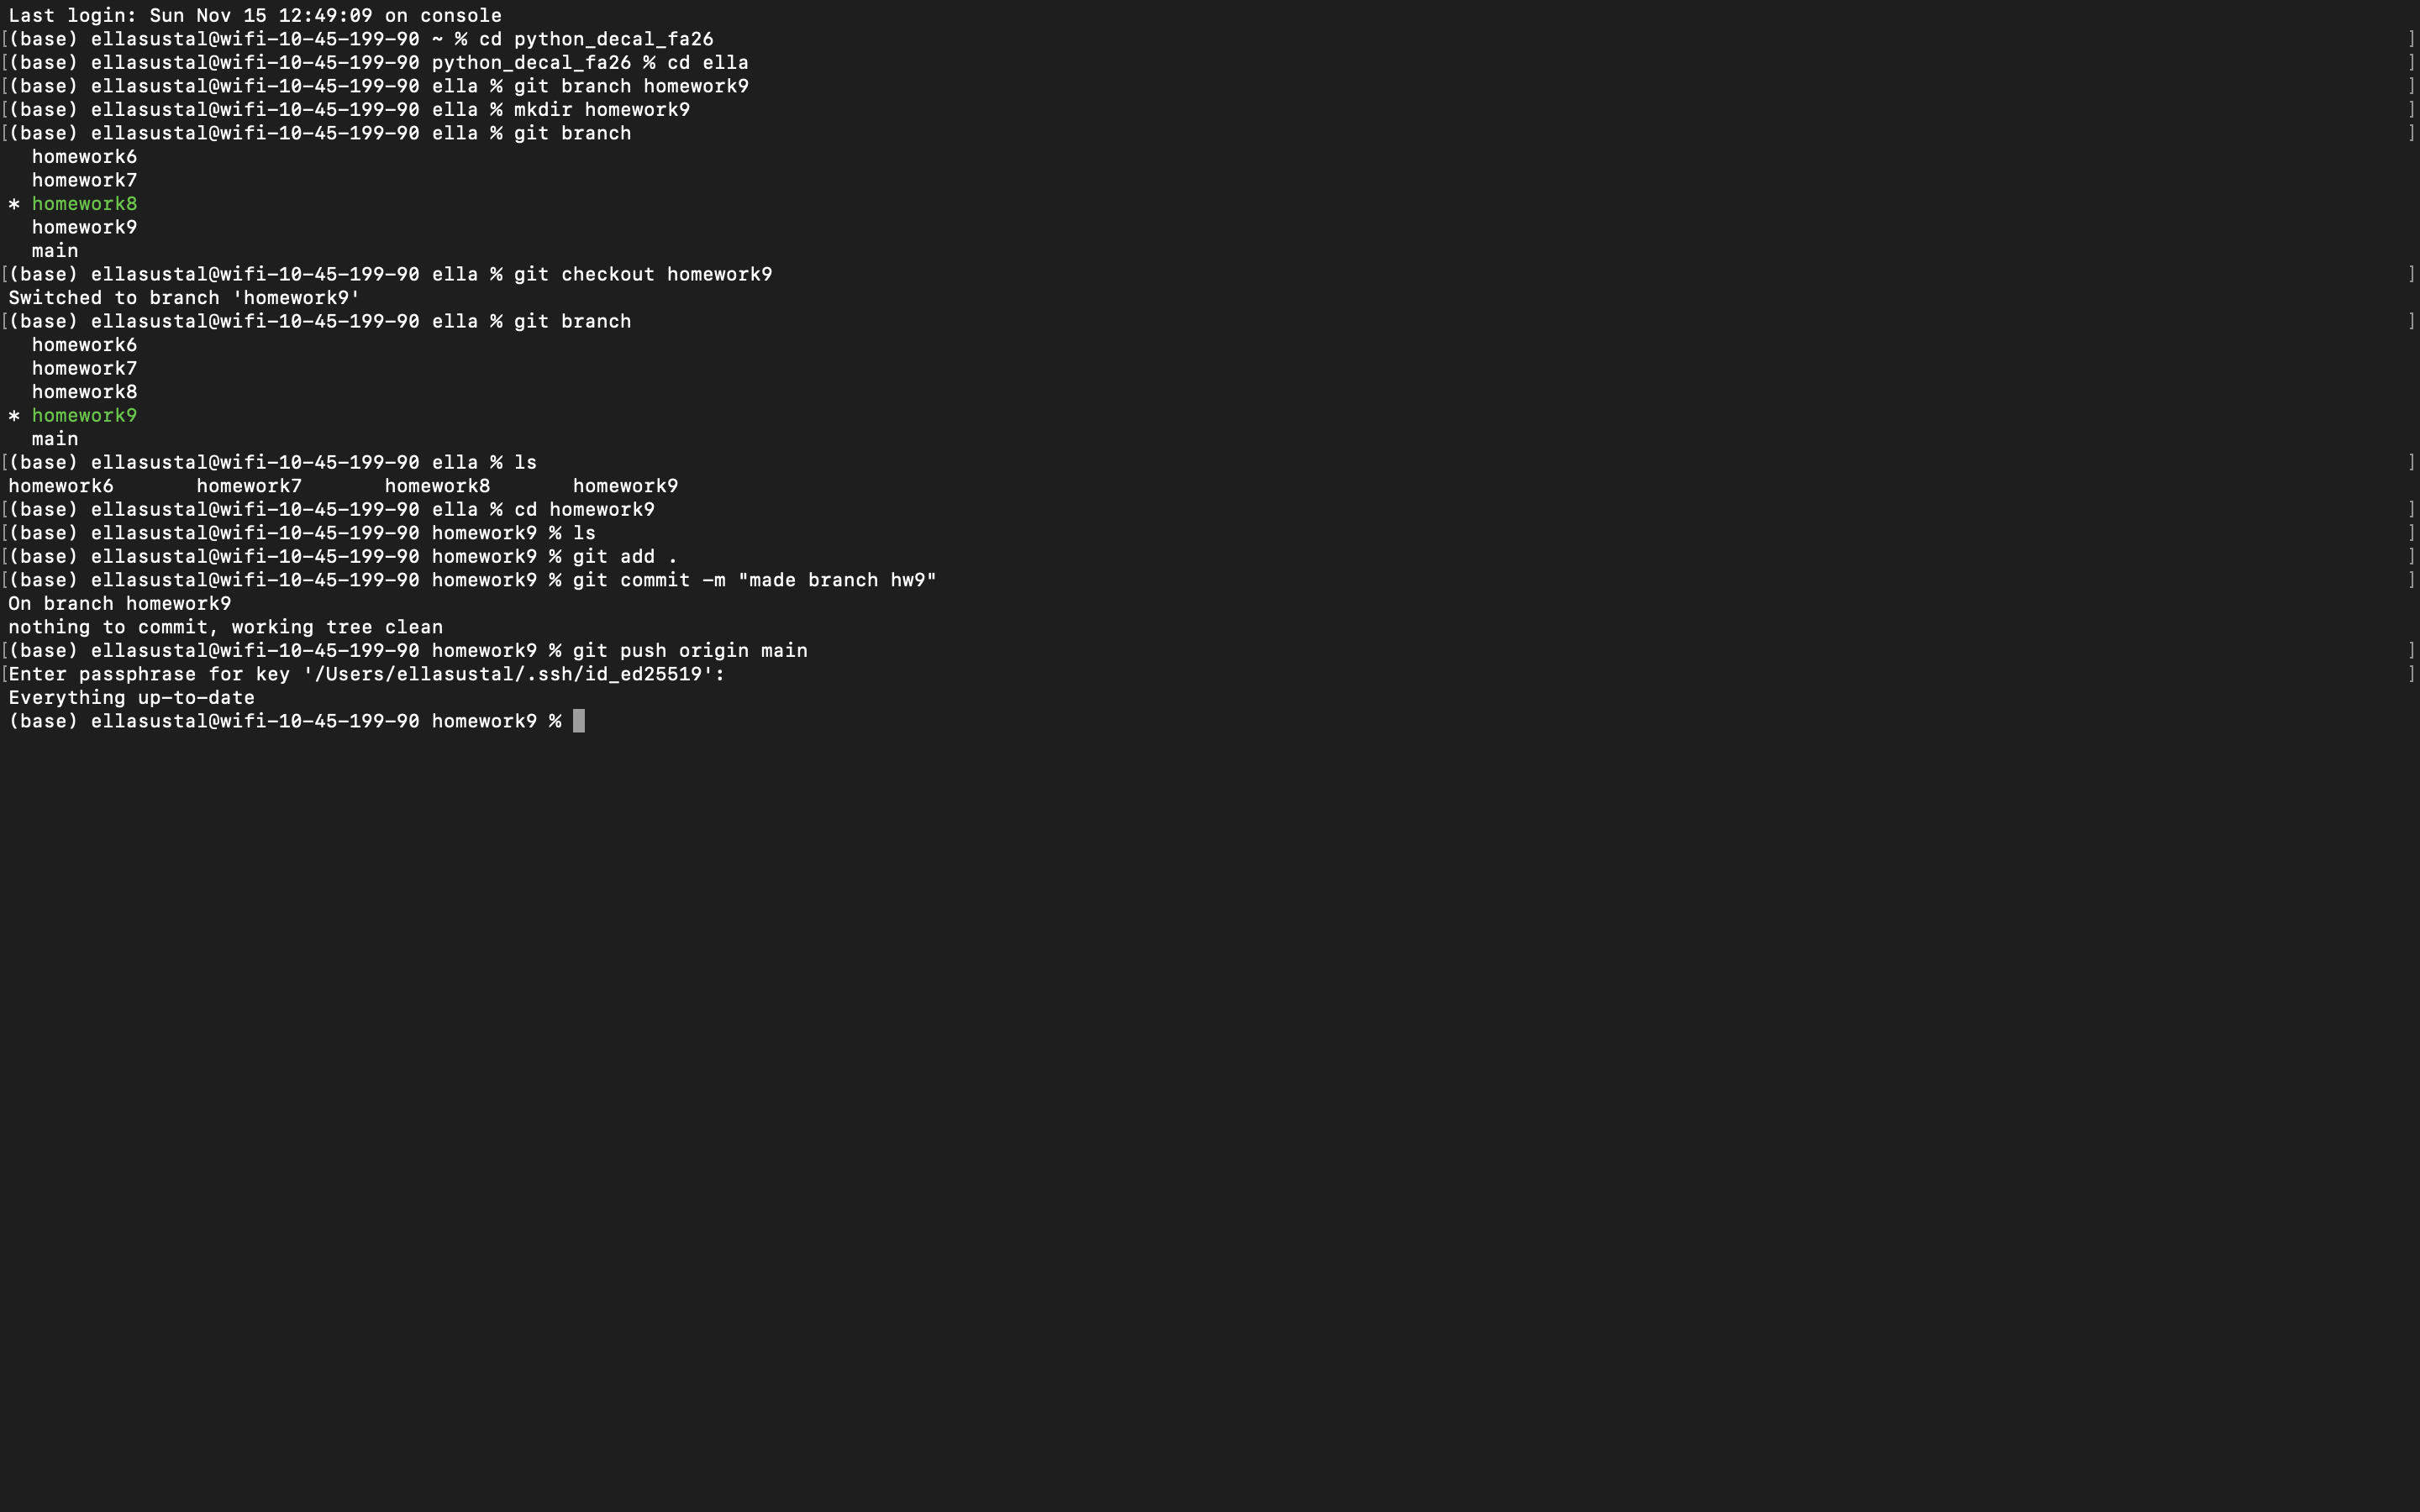 Last login: Sun Nov 15 12:49:09 on console
[(base) ellasustal@wifi-10-45-199-90 ~ % cd python_decal_fa26 ]
[(base) ellasustal@wifi-10-45-199-90 python_decal_fa26 % cd ella ]
[(base) ellasustal@wifi-10-45-199-90 ella % git branch homework9 ]
[(base) ellasustal@wifi-10-45-199-90 ella % mkdir homework9 ]
[(base) ellasustal@wifi-10-45-199-90 ella % git branch ]
homework6
homework7
* homework8
homework9
main
[(base) ellasustal@wifi-10-45-199-90 ella % git checkout homework9 ]
Switched to branch 'homework9'
[(base) ellasustal@wifi-10-45-199-90 ella % git branch ]
homework6
homework7
homework8
* homework9
main
[(base) ellasustal@wifi-10-45-199-90 ella % ls ]
homework6 homework7 homework8 homework9
[(base) ellasustal@wifi-10-45-199-90 ella % cd homework9 ]
[(base) ellasustal@wifi-10-45-199-90 homework9 % ls ]
[(base) ellasustal@wifi-10-45-199-90 homework9 % git add . ]
[(base) ellasustal@wifi-10-45-199-90 homework9 % git commit -m "made branch hw9" ]
On branch homework9
nothing to commit, working tree clean
[(base) ellasustal@wifi-10-45-199-90 homework9 % git push origin main ]
[Enter passphrase for key '/Users/ellasustal/.ssh/id_ed25519': ]
Everything up-to-date
(base) ellasustal@wifi-10-45-199-90 homework9 %